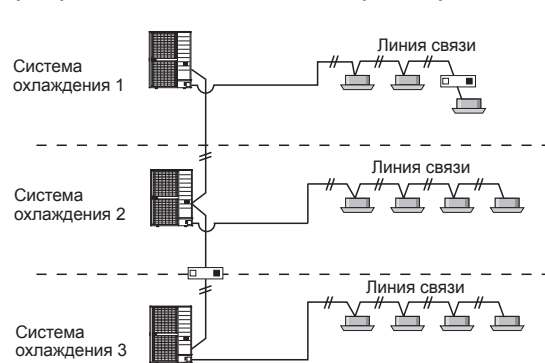 Линия связи
Система
охлаждения 1
Линия связи
Система
охлаждения 2
Линия связи
Система
охлаждения 3